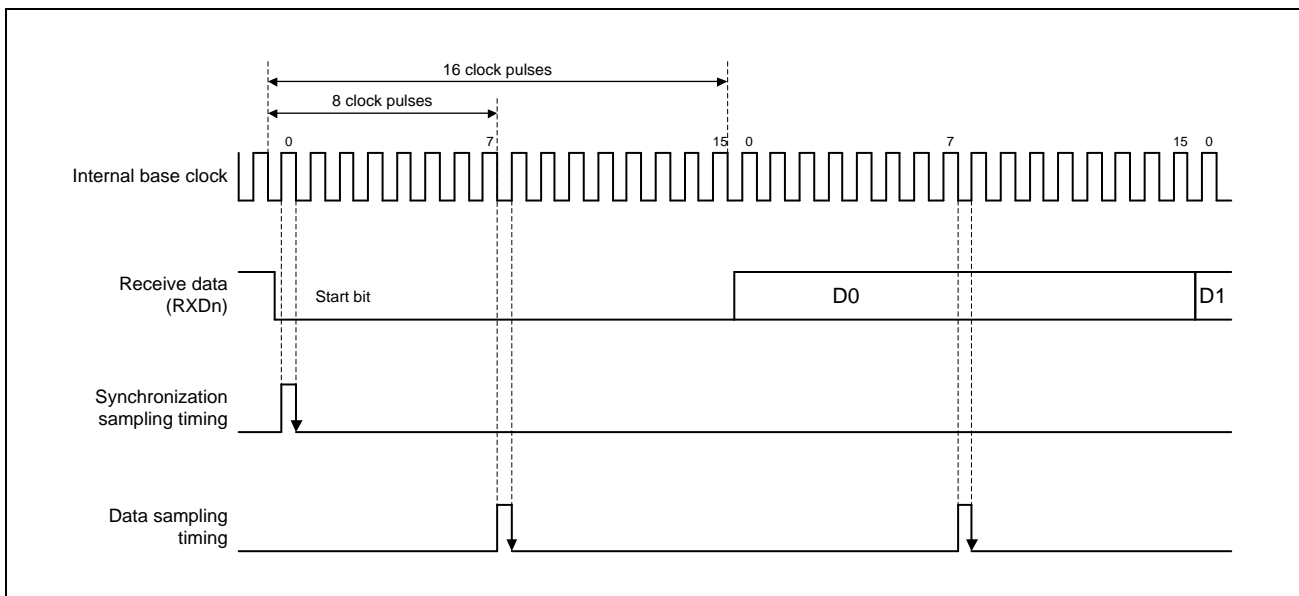 16 clock pulses
8 clock pulses
0 7 15 0 7 15 0
Internal base clock
Receive data
(RXDn)
Start bit
D0
D1
Synchronization
sampling timing
Data sampling
timing